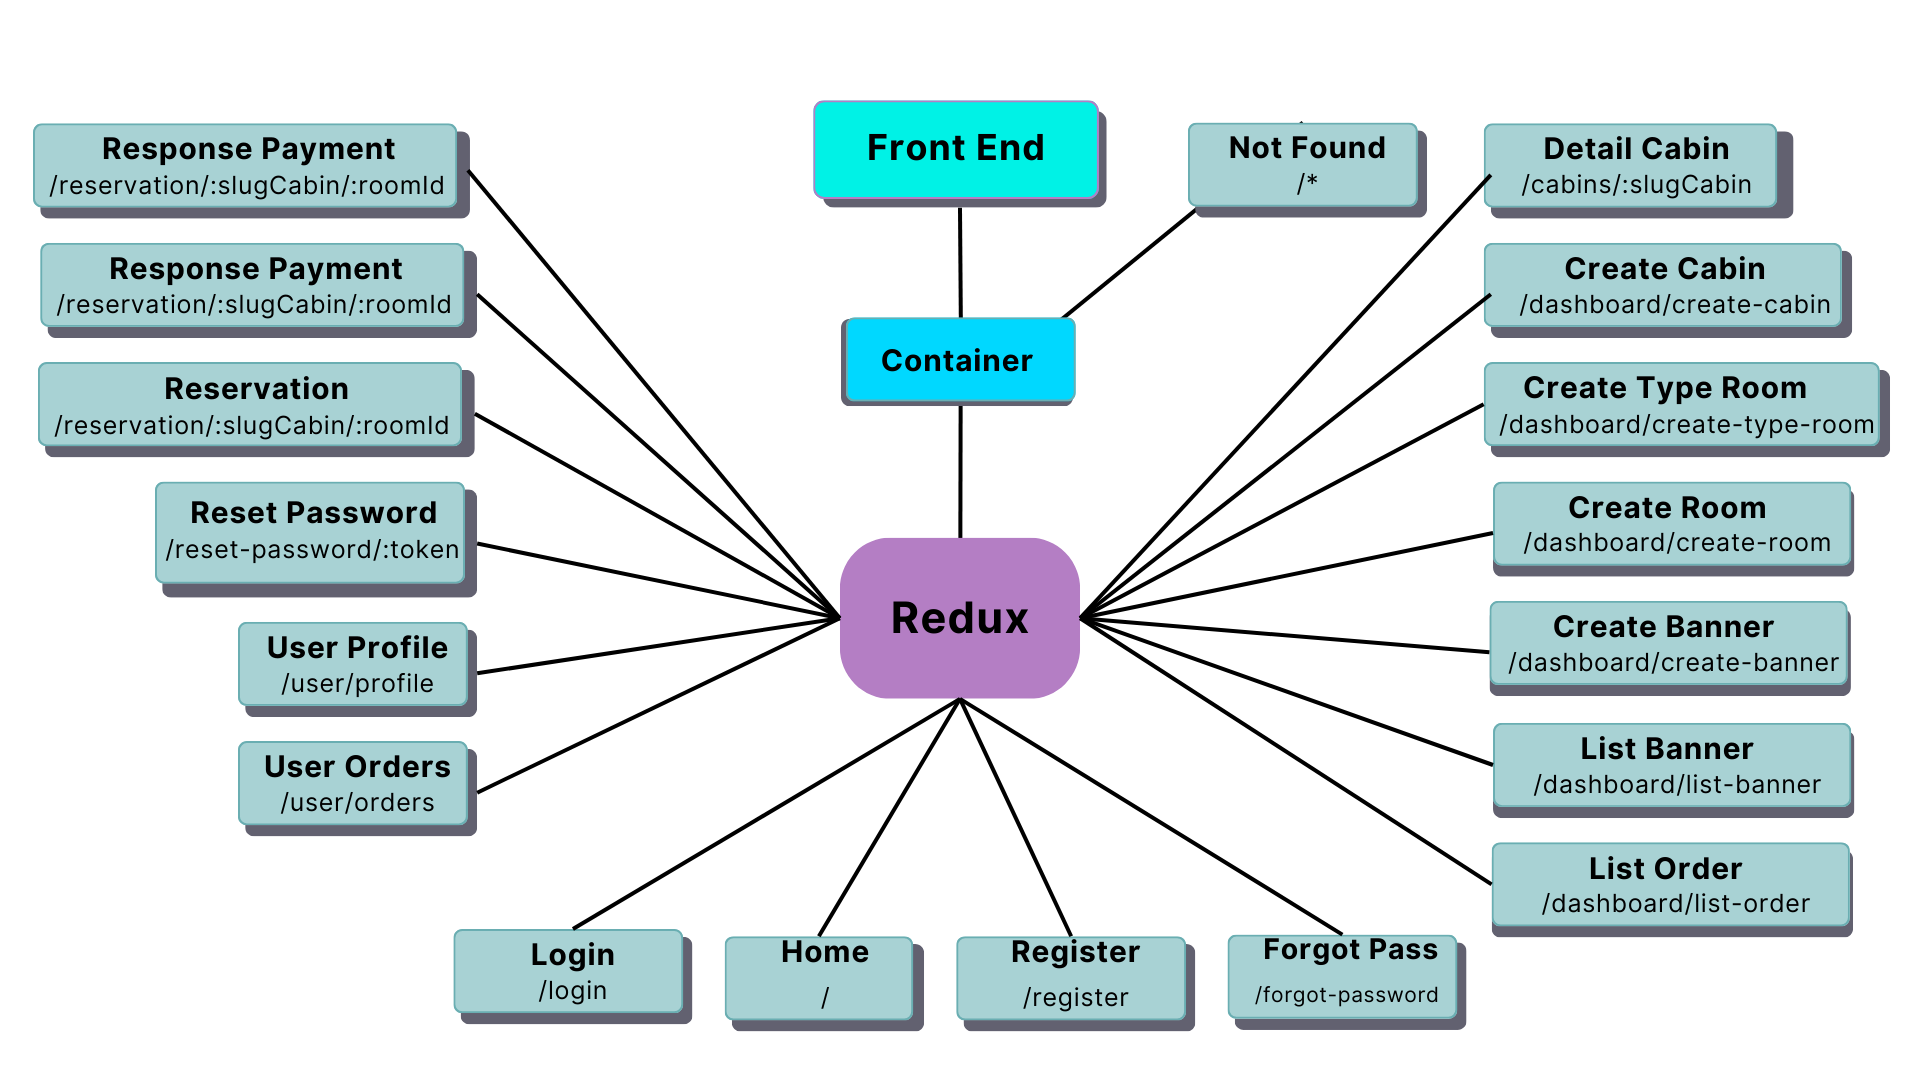 Front End
Not Found
/*
Container
Redux
Response Payment
/reservation/:slugCabin/:roomId
Response Payment
/reservation/:slugCabin/:roomId
Reservation
/reservation/:slugCabin/:roomId
Reset Password
/reset-password/:token
User Profile
/user/profile
User Orders
/user/orders
Login
/login
Home
/
Register
/register
Forgot Pass
/forgot-password
Detail Cabin
/cabins/:slugCabin
Create Cabin
/dashboard/create-cabin
Create Type Room
/dashboard/create-type-room
Create Room
/dashboard/create-room
Create Banner
/dashboard/create-banner
List Banner
/dashboard/list-banner
List Order
/dashboard/list-order